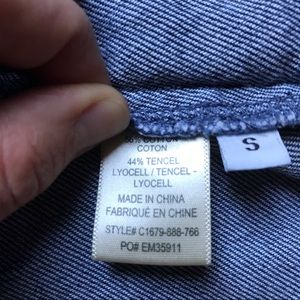 COTON
44% TENCEL
LYOCELL / TENCEL -
LYOCELL
MADE IN CHINA
FABRIQUÉ EN CHINE
STYLE# C1679-888-766
PO# EM35911
S